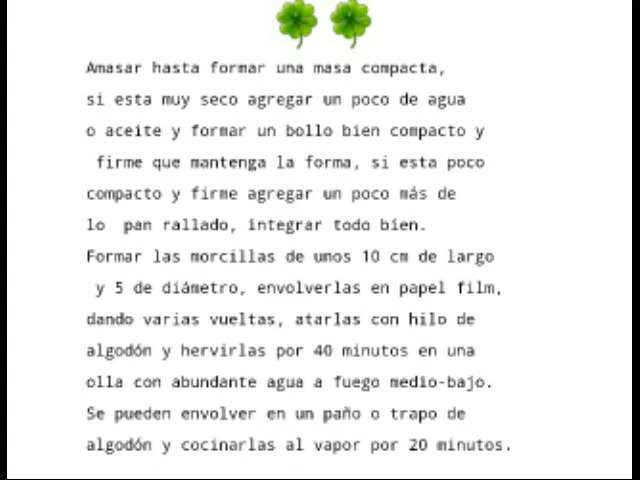 Amasar hasta formar una masa compacta,
si esta muy seco agregar un poco de agua
o aceite y formar un bollo bien compacto y
firme que mantenga la forma, si esta poco
compacto y firme agregar un poco más de
lo pan rallado, integrar todo bien.
Formar las morcillas de unos 10 cm de largo
y 5 de diámetro, envolverlas en papel film,
dando varias vueltas, atarlas con hilo de
algodón y hervirlas por 40 minutos en una
olla con abundante agua a fuego medio-bajo.
Se pueden envolver en un paño o trapo de
algodón y cocinarlas al vapor por 20 minutos.